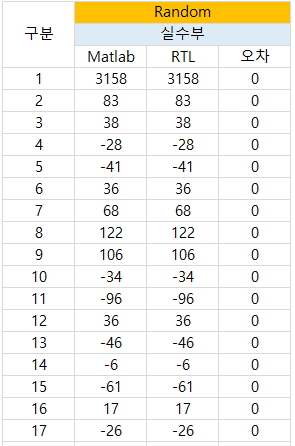 Random
구분 실수부
Matlab RTL 오차
1 3158 3158 0
2 83 83 0
3 38 38 0
4 -28 -28 0
5 -41 -41 0
6 36 36 0
7 68 68 0
8 122 122 0
9 106 106 0
10 -34 -34 0
11 -96 -96 0
12 36 36 0
13 -46 -46 0
14 -6 -6 0
15 -61 -61 0
16 17 17 0
17 -26 -26 0